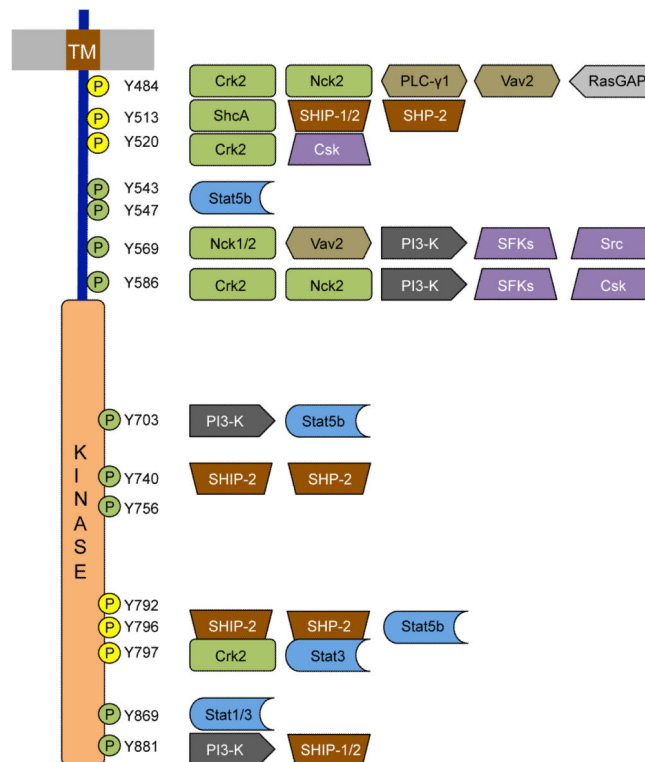 TM
P Y484 Crk2 Nck2 PLC-γ1 Vav2 RasGAP
P Y513 ShcA SHIP-1/2 SHP-2
P Y520 Crk2 Csk
P Y543 Stat5b
P Y547
P Y569 Nck1/2 Vav2 PI3-K SFKs Src
P Y586 Crk2 Nck2 PI3-K SFKs Csk
KINASE
P Y703 PI3-K Stat5b
P Y740 SHIP-2 SHP-2
P Y756
P Y792
P Y796 SHIP-2 SHP-2 Stat5b
P Y797 Crk2 Stat3
P Y869 Stat1/3
P Y881 PI3-K SHIP-1/2